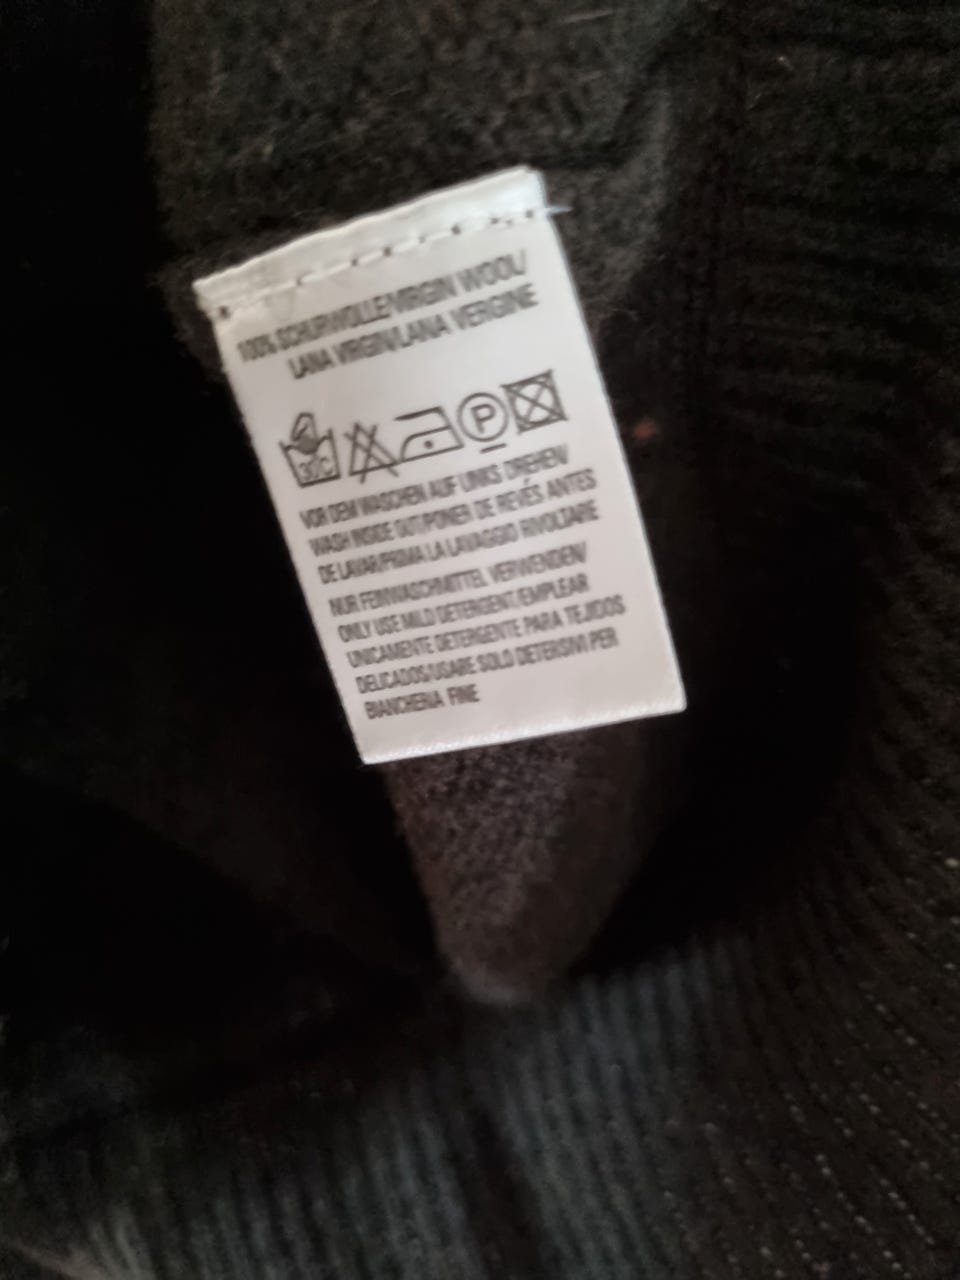 100% SCHURWOLLE/VIRGIN WOOL/
LANA VIRGIN/LANA VERGINE
30°C
P
VOR DEM WASCHEN AUF LINKS DREHEN/
WASH INSIDE OUT/PONER DE REVÉS ANTES
DE LAVAR/PRIMA LA LAVAGGIO RIVOLTARE
NUR FEINWASCHMITTEL VERWENDEN/
ONLY USE MILD DETERGENT/EMPLEAR
UNICAMENTE DETERGENTE PARA TEJIDOS
DELICADOS/USARE SOLO DETERSIVI PER
BIANCHERIA FINE